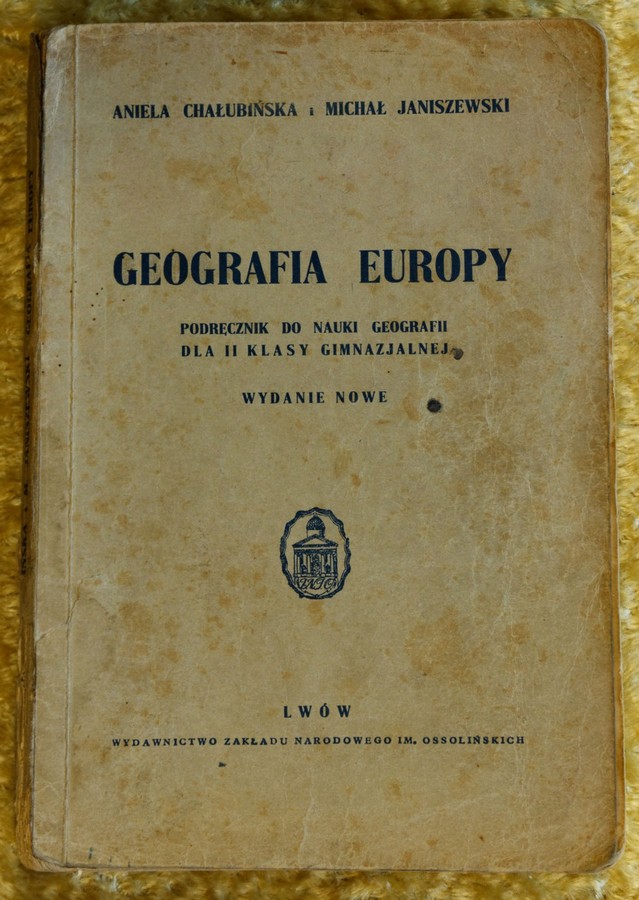 ANIELA CHAŁUBIŃSKA i MICHAŁ JANISZEWSKI
GEOGRAFIA EUROPY
PODRĘCZNIK DO NAUKI GEOGRAFII
DLA II KLASY GIMNAZJALNEJ
WYDANIE NOWE
LWÓW
WYDAWNICTWO ZAKŁADU NARODOWEGO IM. OSSOLIŃSKICH